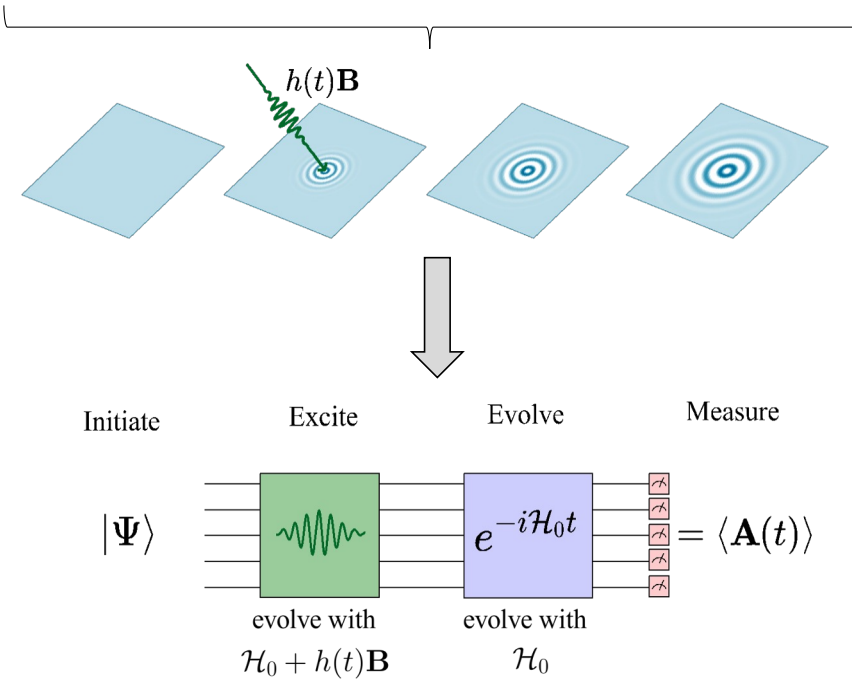 h(t)𝐁
Initiate Excite Evolve Measure
|𝚿⟩ e^{-iℋ₀t} = ⟨𝐀(t)⟩
evolve with evolve with
ℋ₀ + h(t)𝐁 ℋ₀